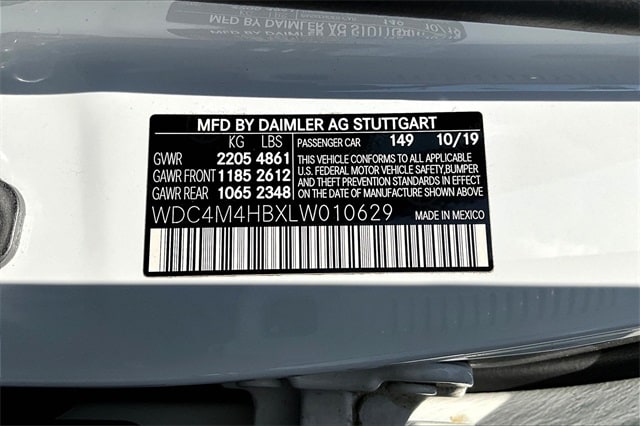 MFD BY DAIMLER AG STUTTGART
KG LBS PASSENGER CAR 149 10/19
GVWR 2205 4861
GAWR FRONT 1185 2612
GAWR REAR 1065 2348
THIS VEHICLE CONFORMS TO ALL APPLICABLE
U.S. FEDERAL MOTOR VEHICLE SAFETY,BUMPER
AND THEFT PREVENTION STANDARDS IN EFFECT
ON THE DATE OF MANUFACTURE SHOWN ABOVE.
WDC4M4HBXLW010629 MADE IN MEXICO